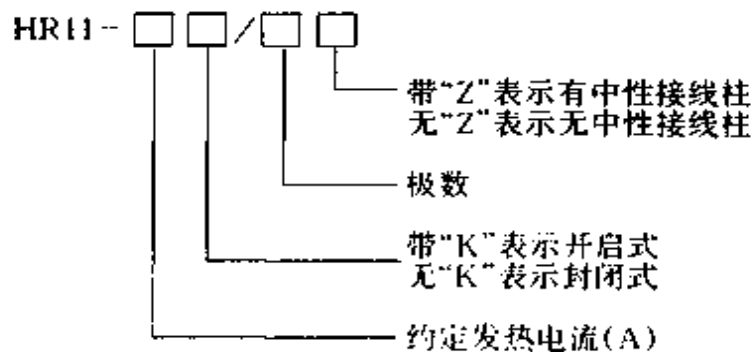 HR11-□□/□□
带“Z”表示有中性接线柱
无“Z”表示无中性接线柱
极数
带“K”表示开启式
无“K”表示封闭式
约定发热电流(A)